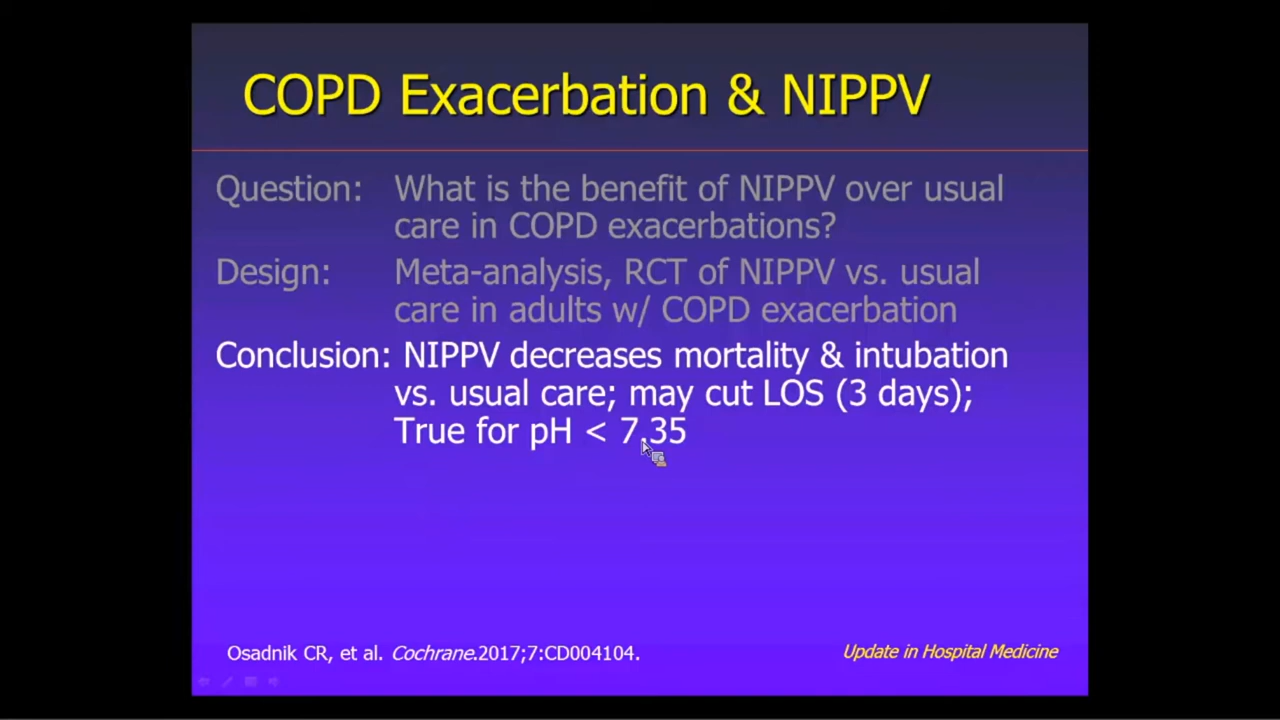 COPD Exacerbation & NIPPV
Question: What is the benefit of NIPPV over usual
care in COPD exacerbations?
Design: Meta-analysis, RCT of NIPPV vs. usual
care in adults w/ COPD exacerbation
Conclusion: NIPPV decreases mortality & intubation
vs. usual care; may cut LOS (3 days);
True for pH < 7.35
Osadnik CR, et al. Cochrane.2017;7:CD004104.
Update in Hospital Medicine